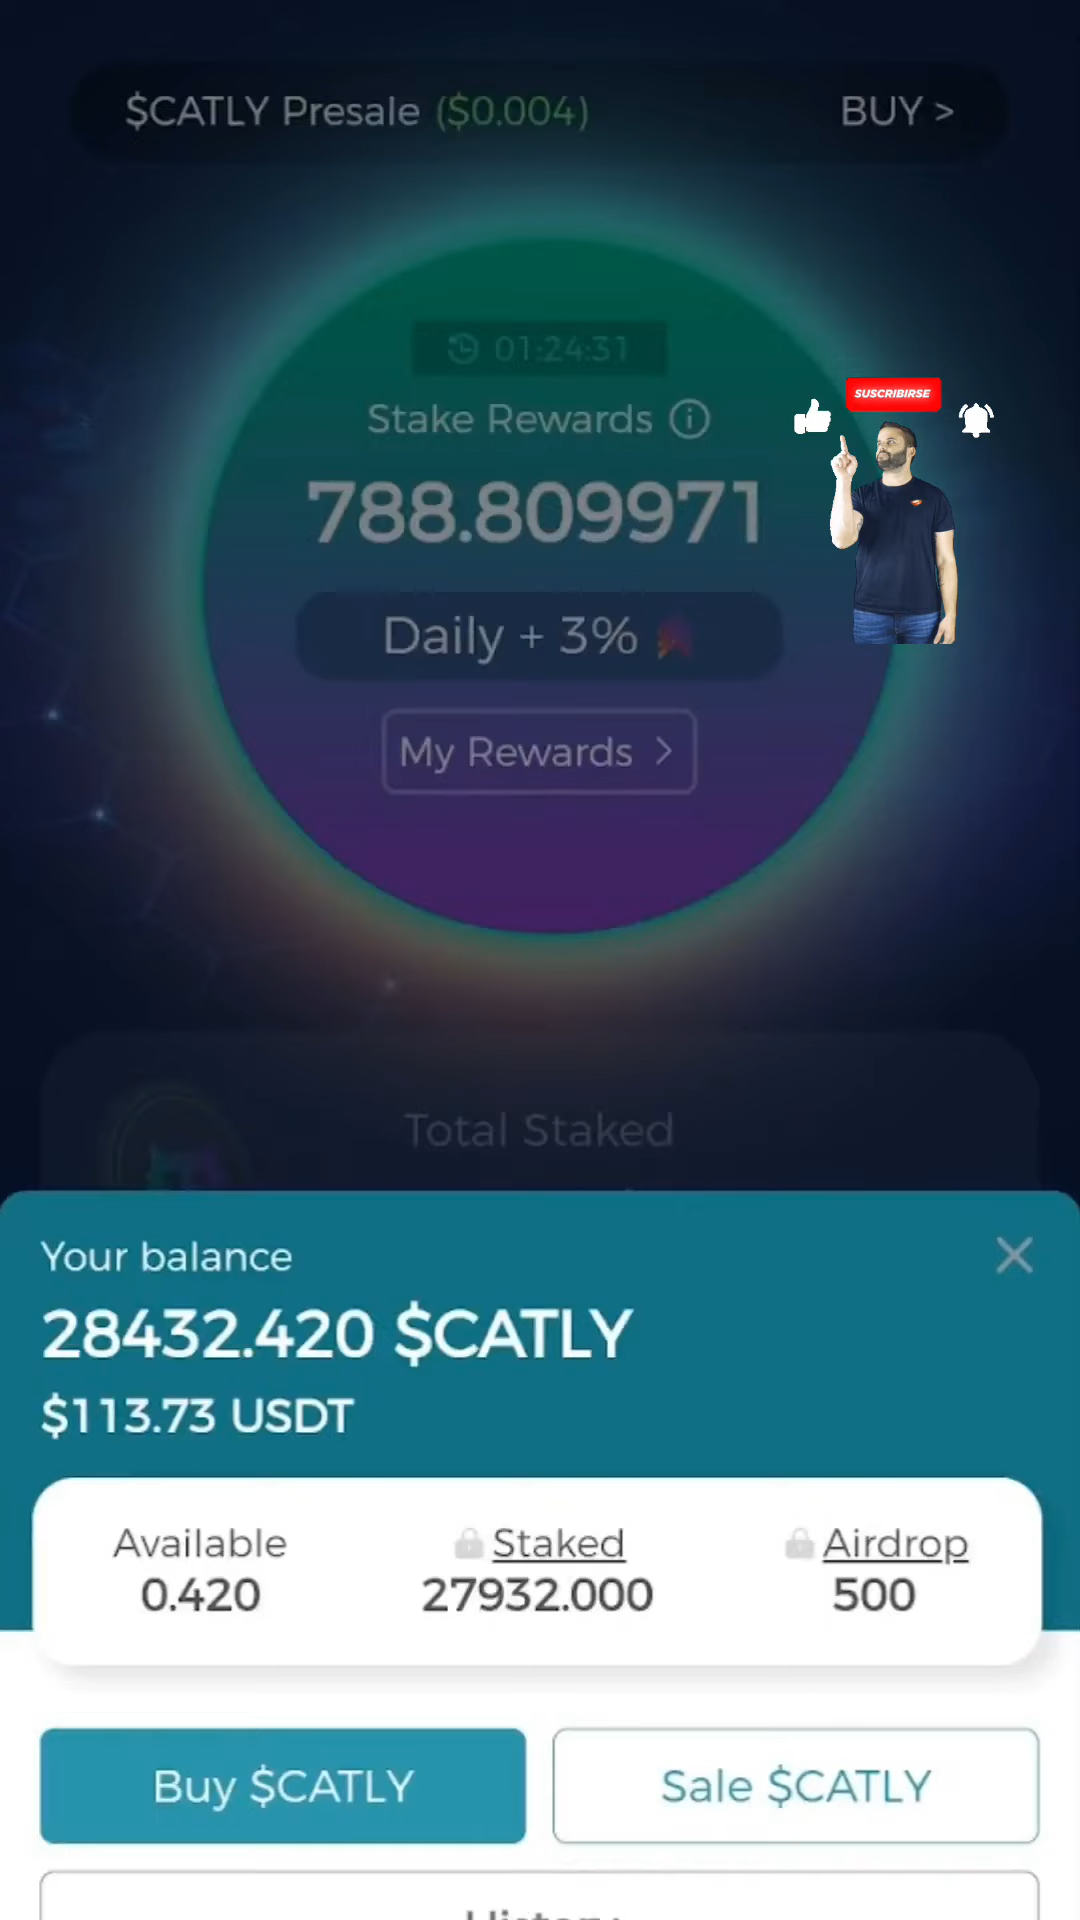 $CATLY Presale ($0.004) BUY >
01:24:31
SUSCRIBIRSE
Stake Rewards
788.809971
Daily + 3%
My Rewards >
Total Staked
Your balance
28432.420 $CATLY
$113.73 USDT
Available Staked Airdrop
0.420 27932.000 500
Buy $CATLY Sale $CATLY
History